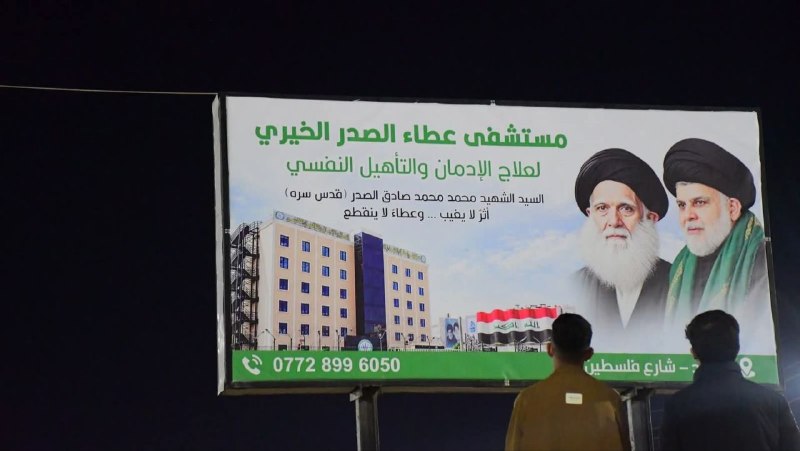 مستشفى عطاء الصدر الخيري
لعلاج الإدمان والتأهيل النفسي
السيد الشهيد محمد محمد صادق الصدر (قدس سره)
أثرٌ لا يغيب ... وعطاءٌ لا ينقطع
0772 899 6050
– شارع فلسطين